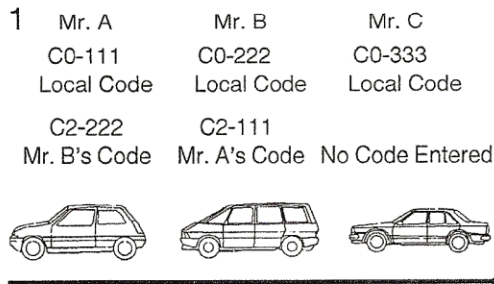 1 Mr. A Mr. B Mr. C
C0-111 C0-222 C0-333
Local Code Local Code Local Code
C2-222 C2-111
Mr. B's Code Mr. A's Code No Code Entered